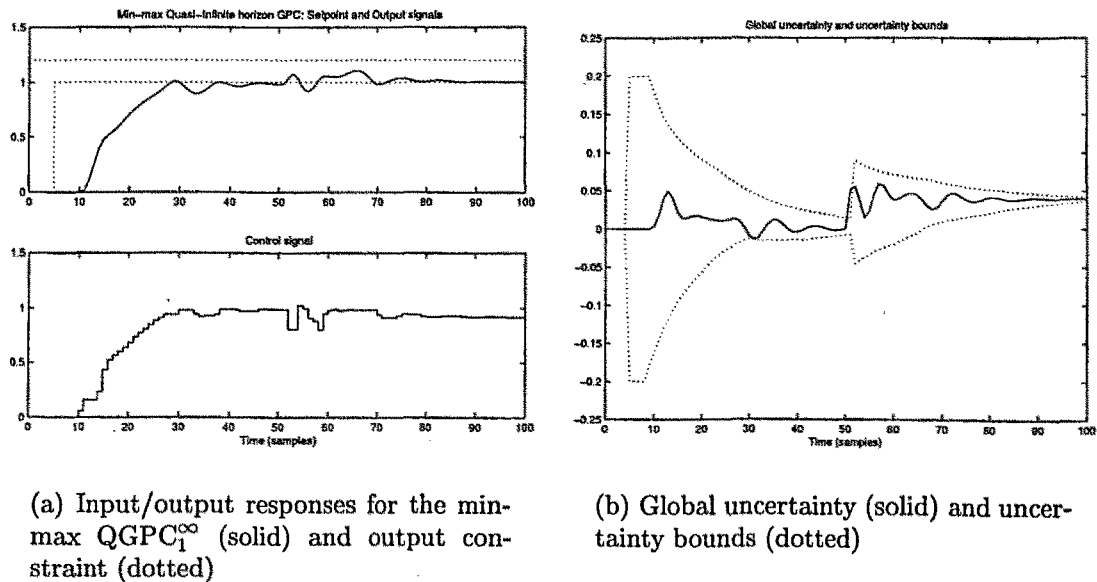 Min-max Quasi-Infinite horizon GPC: Setpoint and Output signals
1.5
1
0.5
0
0 10 20 30 40 50 60 70 80 90 100
Control signal
1.5
1
0.5
0
0 10 20 30 40 50 60 70 80 90 100
Time (samples)
Global uncertainty and uncertainty bounds
0.25
0.2
0.15
0.1
0.05
0
-0.05
-0.1
-0.15
-0.2
-0.25
0 10 20 30 40 50 60 70 80 90 100
Time (samples)
(a) Input/output responses for the min-
max QGPC₁^∞ (solid) and output con-
straint (dotted)
(b) Global uncertainty (solid) and uncer-
tainty bounds (dotted)